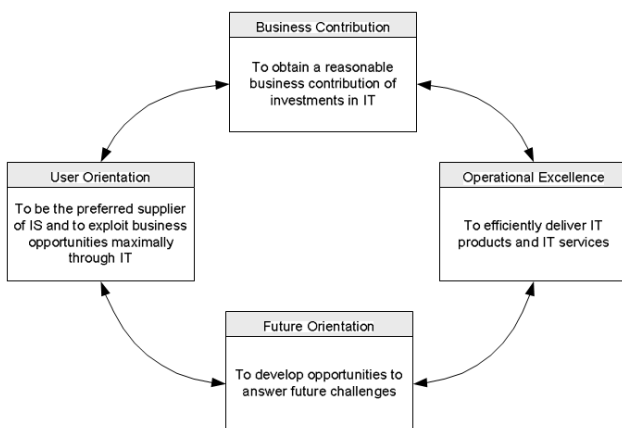 Business Contribution
To obtain a reasonable
business contribution of
investments in IT
User Orientation
To be the preferred supplier
of IS and to exploit business
opportunities maximally
through IT
Operational Excellence
To efficiently deliver IT
products and IT services
Future Orientation
To develop opportunities to
answer future challenges